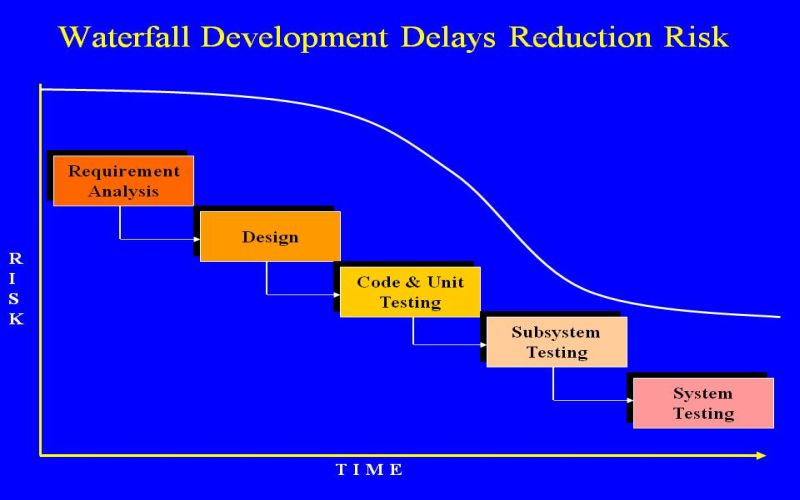 Waterfall Development Delays Reduction Risk
Requirement
Analysis
Design
Code & Unit
Testing
Subsystem
Testing
System
Testing
R
I
S
K
T I M E